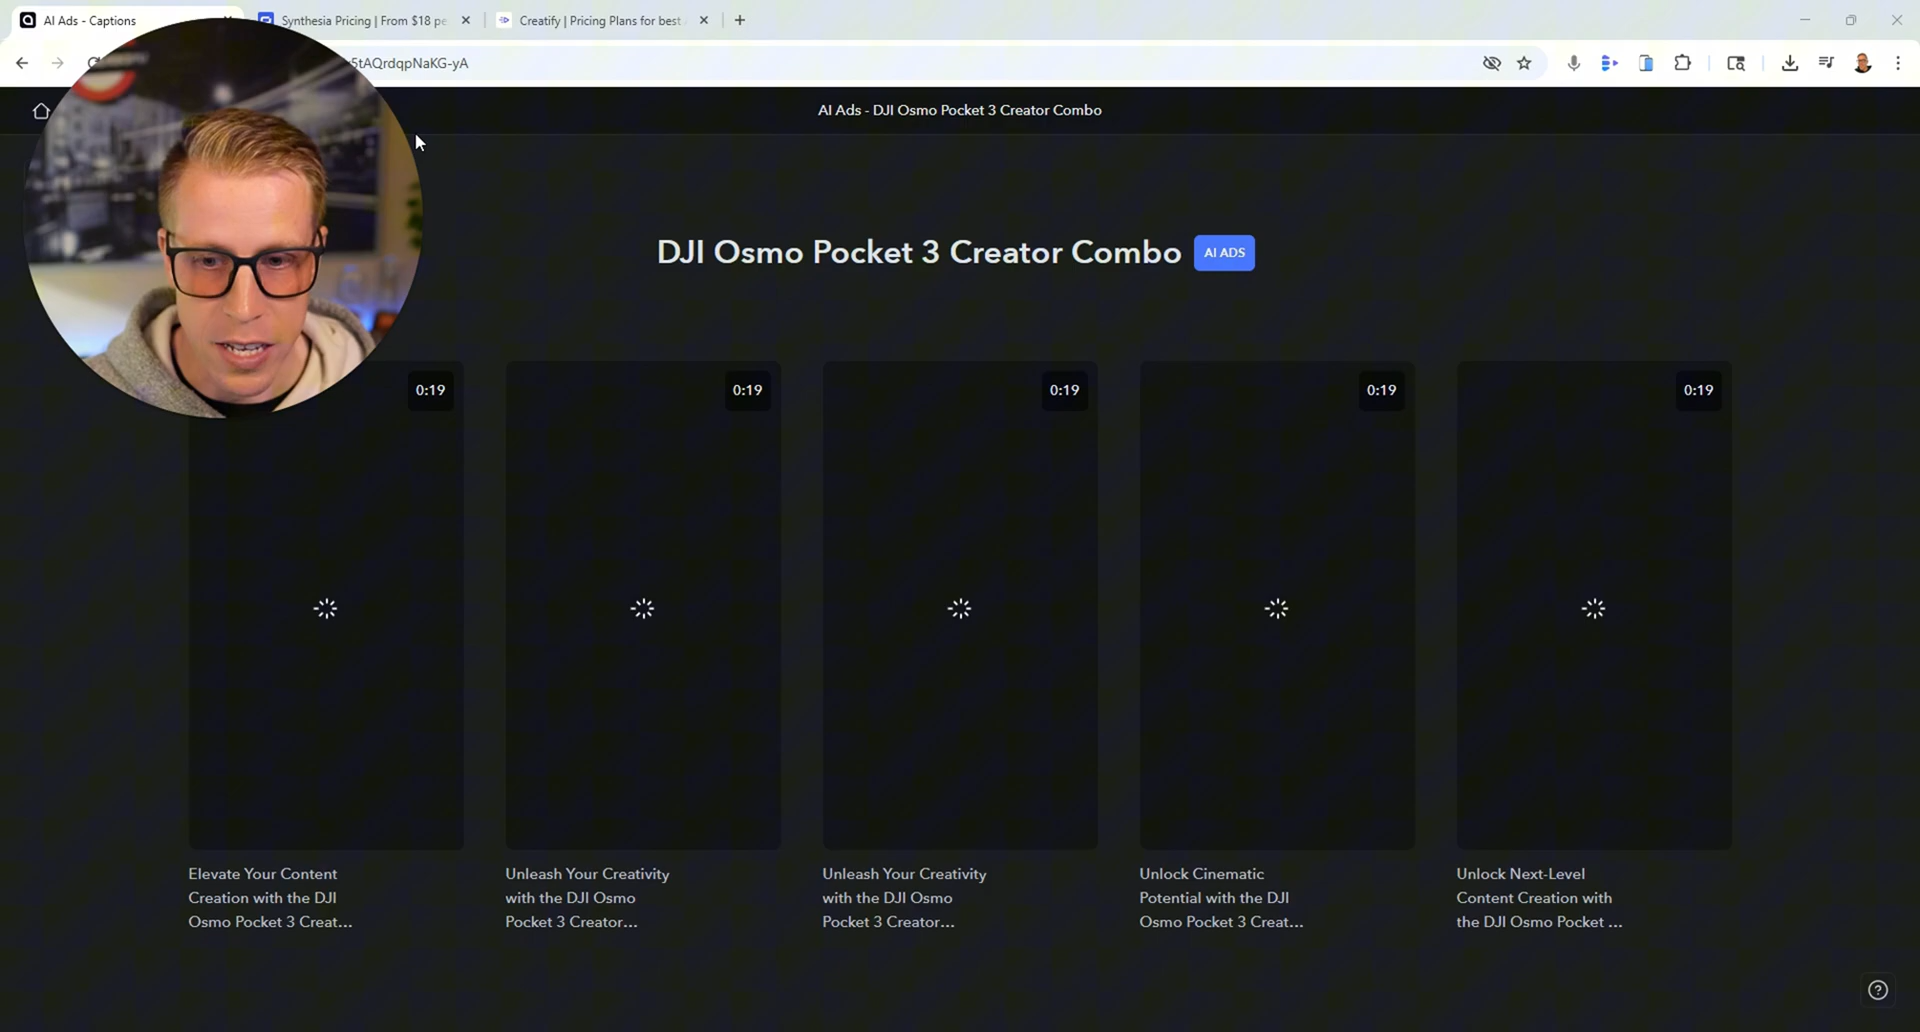 AI Ads - Captions
Synthesia Pricing | From $18 pe
Creatify | Pricing Plans for best
5tAQrdqpNaKG-yA
AI Ads - DJI Osmo Pocket 3 Creator Combo
DJI Osmo Pocket 3 Creator Combo
AI ADS
0:19
0:19
0:19
0:19
0:19
Elevate Your Content
Creation with the DJI
Osmo Pocket 3 Creat...
Unleash Your Creativity
with the DJI Osmo
Pocket 3 Creator...
Unleash Your Creativity
with the DJI Osmo
Pocket 3 Creator...
Unlock Cinematic
Potential with the DJI
Osmo Pocket 3 Creat...
Unlock Next-Level
Content Creation with
the DJI Osmo Pocket ...